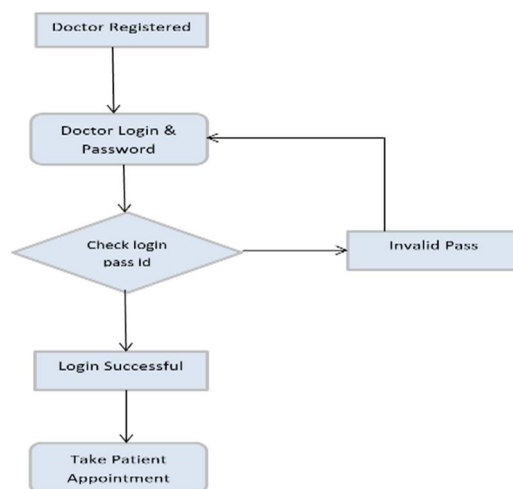 Doctor Registered
Doctor Login &
Password
Check login
pass id
Invalid Pass
Login Successful
Take Patient
Appointment